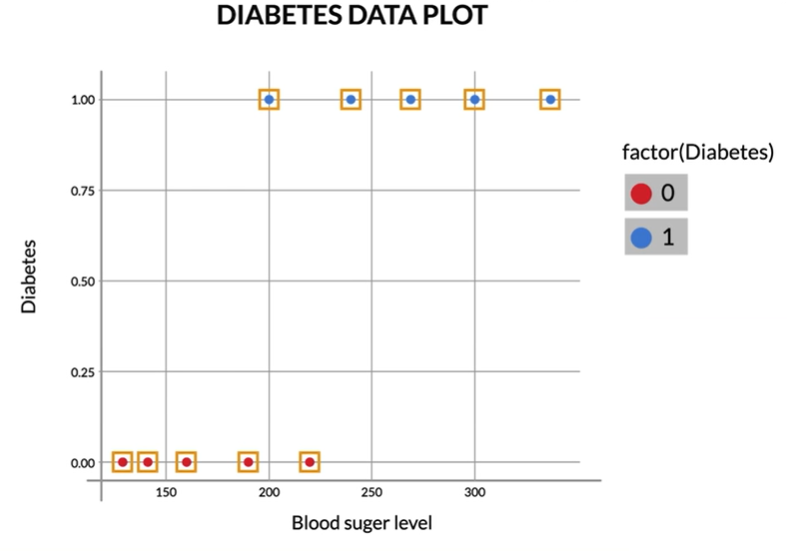 DIABETES DATA PLOT
1.00
0.75
0.50
0.25
0.00
Diabetes
150 200 250 300
Blood suger level
factor(Diabetes)
0
1